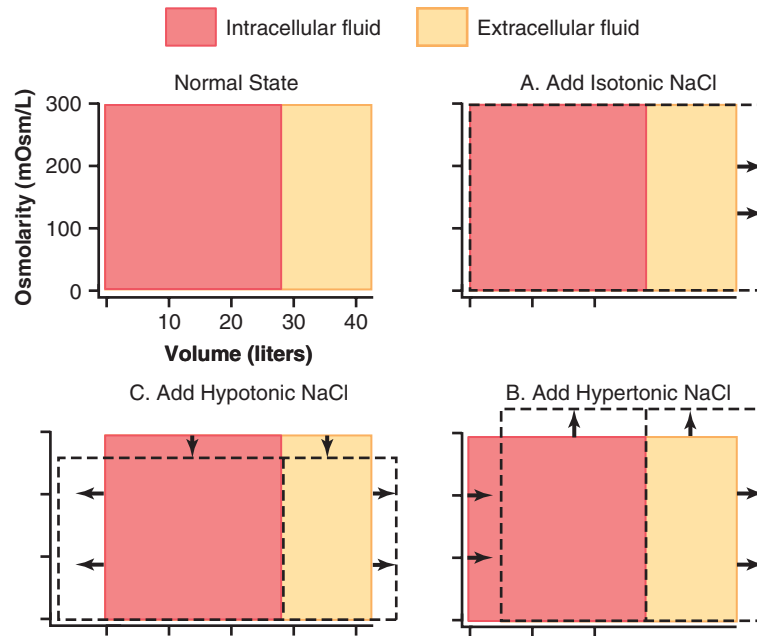 Intracellular fluid
Extracellular fluid
Normal State
A. Add Isotonic NaCl
300
200
100
0
Osmolarity (mOsm/L)
10 20 30 40
Volume (liters)
C. Add Hypotonic NaCl
B. Add Hypertonic NaCl